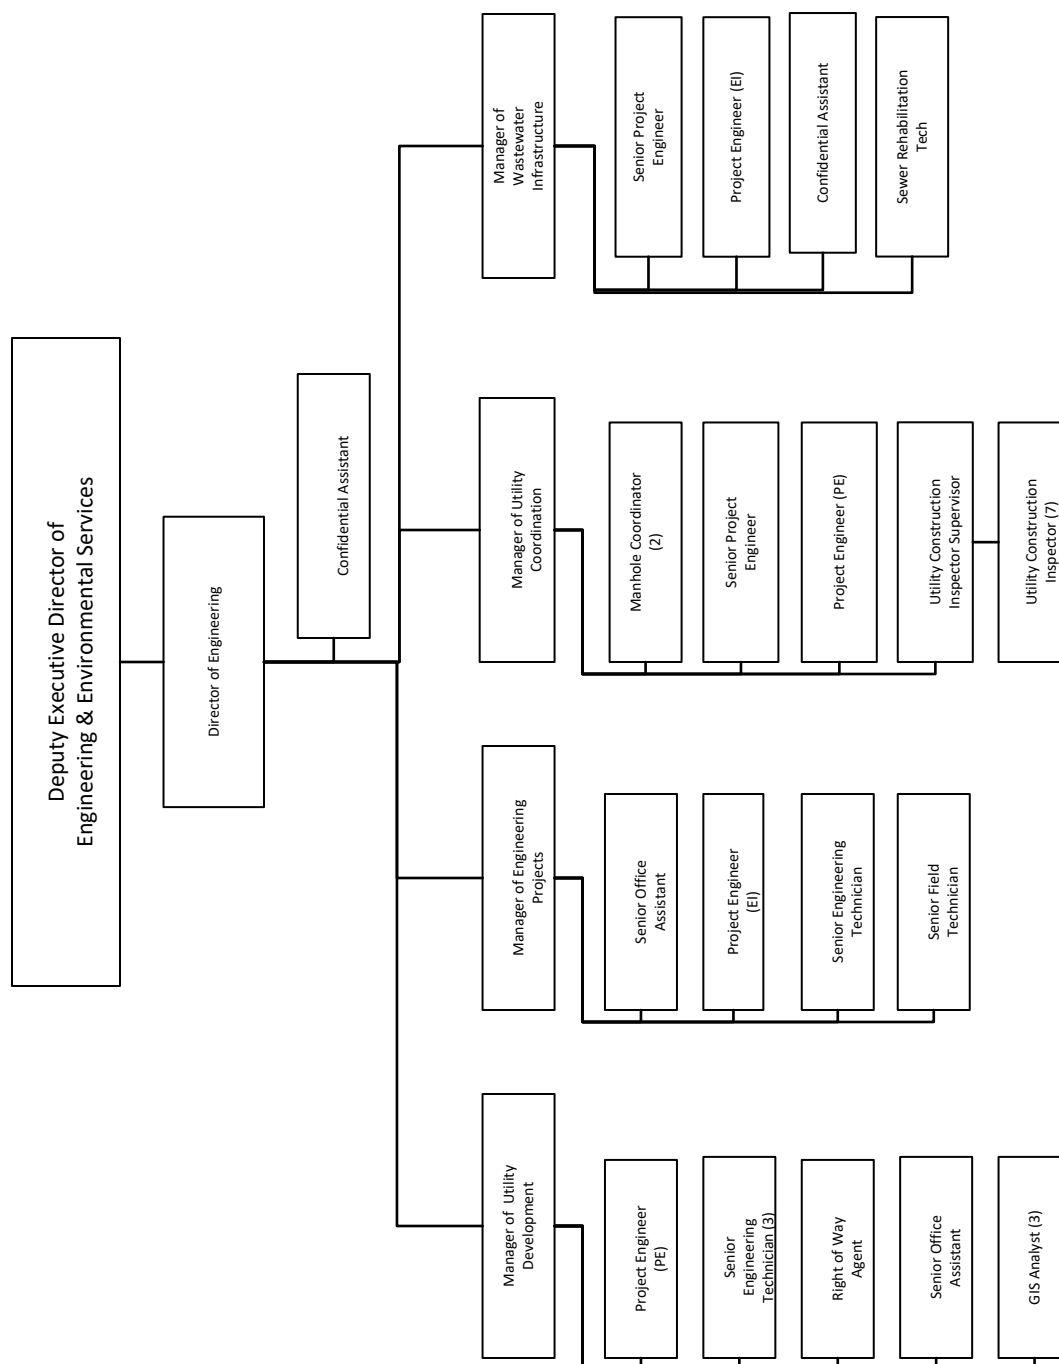 Deputy Executive Director of
Engineering & Environmental Services
Director of Engineering
Confidential Assistant
Manager of Utility
Development
Project Engineer
(PE)
Senior
Engineering
Technician (3)
Right of Way
Agent
Senior Office
Assistant
GIS Analyst (3)
Manager of Engineering
Projects
Senior Office
Assistant
Project Engineer
(EI)
Senior Engineering
Technician
Senior Field
Technician
Manager of Utility
Coordination
Manhole Coordinator
(2)
Senior Project
Engineer
Project Engineer (PE)
Utility Construction
Inspector Supervisor
Utility Construction
Inspector (7)
Manager of
Wastewater
Infrastructure
Senior Project
Engineer
Project Engineer (EI)
Confidential Assistant
Sewer Rehabilitation
Tech